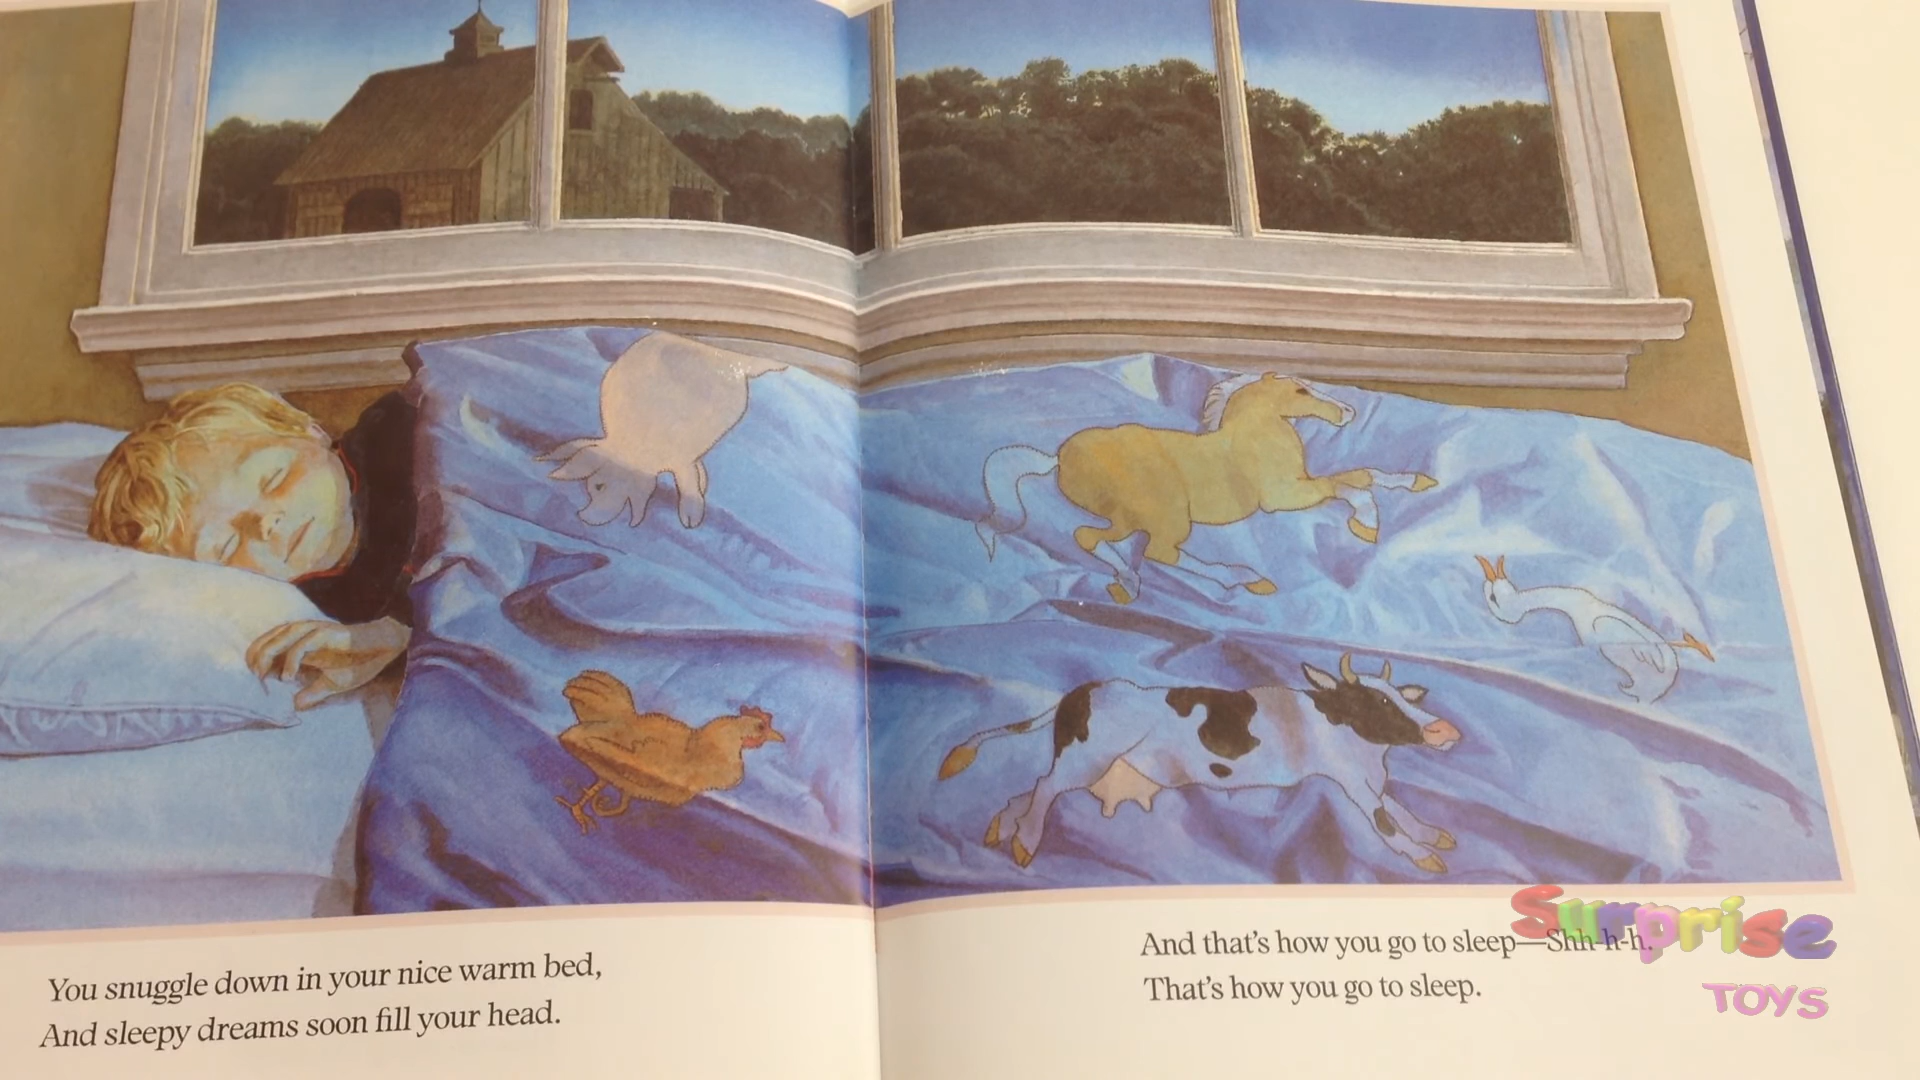 You snuggle down in your nice warm bed,
And sleepy dreams soon fill your head.
And that's how you go to sleep—Shh-h-h.
That's how you go to sleep.
Surprise
TOYS